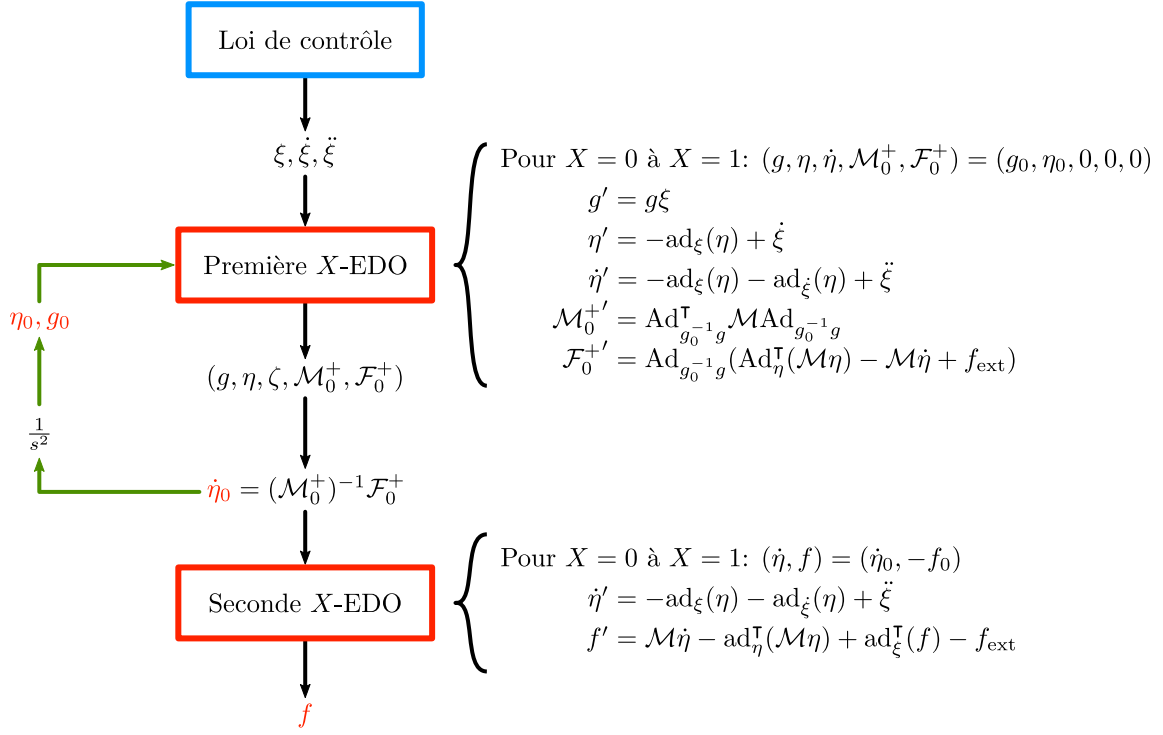 Loi de contrôle
ξ, ξ̇, ξ̈
Pour X = 0 à X = 1: (g, η, η̇, ℳ₀⁺, ℱ₀⁺) = (g₀, η₀, 0, 0, 0)
g′ = gξ
η′ = −ad_ξ(η) + ξ̇
η̇′ = −ad_ξ(η) − ad_ξ̇(η) + ξ̈
ℳ₀⁺′ = Ad^⊤_{g₀⁻¹g} ℳAd_{g₀⁻¹g}
ℱ₀⁺′ = Ad_{g₀⁻¹g}(Ad^⊤_η(ℳη) − ℳη̇ + f_ext)
Première X-EDO
η₀, g₀
(g, η, ζ, ℳ₀⁺, ℱ₀⁺)
1/s²
η̇₀ = (ℳ₀⁺)⁻¹ℱ₀⁺
Pour X = 0 à X = 1: (η̇, f) = (η̇₀, −f₀)
η̇′ = −ad_ξ(η) − ad_ξ̇(η) + ξ̈
f′ = ℳη̇ − ad^⊤_η(ℳη) + ad^⊤_ξ(f) − f_ext
Seconde X-EDO
f